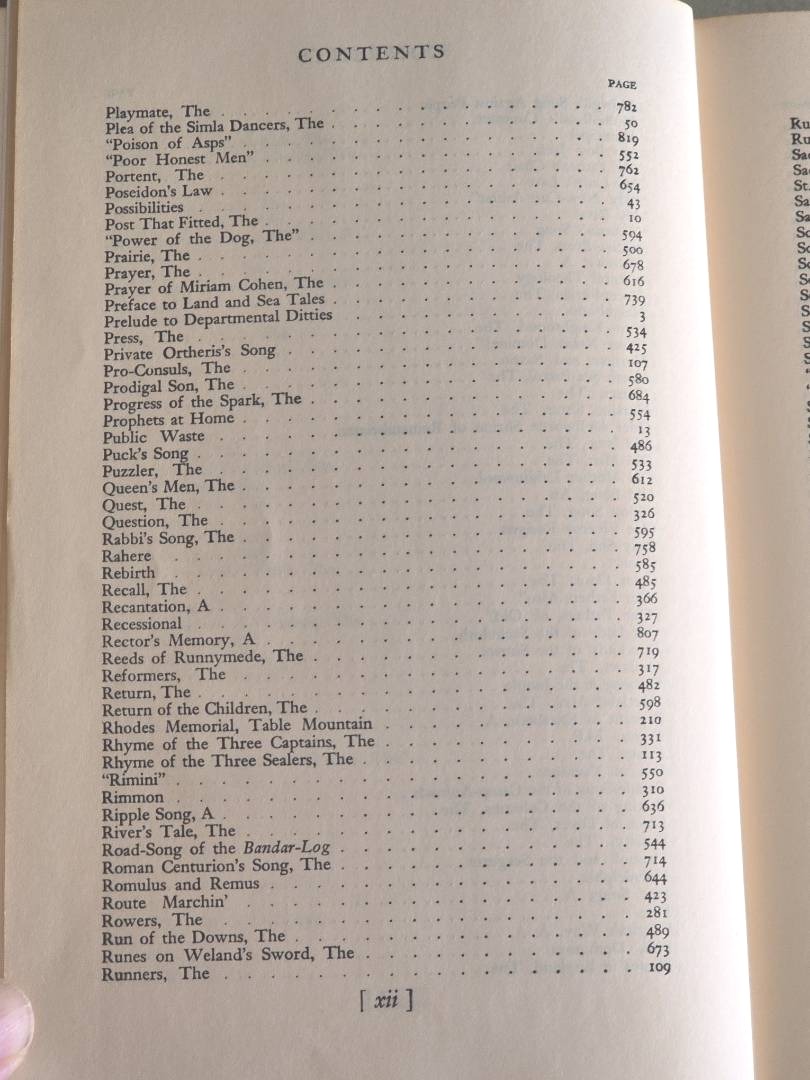 CONTENTS
PAGE
Playmate, The . . . . . . . . . . . . . . . . . 782
Plea of the Simla Dancers, The . . . . . . . . . . . . 50
“Poison of Asps” . . . . . . . . . . . . . . . . 819
“Poor Honest Men” . . . . . . . . . . . . . . . 552
Portent, The . . . . . . . . . . . . . . . . . 762
Poseidon's Law . . . . . . . . . . . . . . . . . 654
Possibilities . . . . . . . . . . . . . . . . . . 43
Post That Fitted, The . . . . . . . . . . . . . . . 10
“Power of the Dog, The” . . . . . . . . . . . . . 594
Prairie, The . . . . . . . . . . . . . . . . . . 500
Prayer, The . . . . . . . . . . . . . . . . . . 678
Prayer of Miriam Cohen, The . . . . . . . . . . . . 616
Preface to Land and Sea Tales . . . . . . . . . . . . 739
Prelude to Departmental Ditties . . . . . . . . . . . . 3
Press, The . . . . . . . . . . . . . . . . . . 534
Private Ortheris's Song . . . . . . . . . . . . . . 425
Pro-Consuls, The . . . . . . . . . . . . . . . . 107
Prodigal Son, The . . . . . . . . . . . . . . . . 580
Progress of the Spark, The . . . . . . . . . . . . . 684
Prophets at Home . . . . . . . . . . . . . . . . 554
Public Waste . . . . . . . . . . . . . . . . . 13
Puck's Song . . . . . . . . . . . . . . . . . . 486
Puzzler, The . . . . . . . . . . . . . . . . . 533
Queen's Men, The . . . . . . . . . . . . . . . . 612
Quest, The . . . . . . . . . . . . . . . . . . 520
Question, The . . . . . . . . . . . . . . . . . 326
Rabbi's Song, The . . . . . . . . . . . . . . . . 595
Rahere . . . . . . . . . . . . . . . . . . . 758
Rebirth . . . . . . . . . . . . . . . . . . . 585
Recall, The . . . . . . . . . . . . . . . . . . 485
Recantation, A . . . . . . . . . . . . . . . . . 366
Recessional . . . . . . . . . . . . . . . . . . 327
Rector's Memory, A . . . . . . . . . . . . . . . 807
Reeds of Runnymede, The . . . . . . . . . . . . . 719
Reformers, The . . . . . . . . . . . . . . . . 317
Return, The . . . . . . . . . . . . . . . . . . 482
Return of the Children, The . . . . . . . . . . . . . 598
Rhodes Memorial, Table Mountain . . . . . . . . . . 210
Rhyme of the Three Captains, The . . . . . . . . . . 331
Rhyme of the Three Sealers, The . . . . . . . . . . . 113
“Rimini” . . . . . . . . . . . . . . . . . . . 550
Rimmon . . . . . . . . . . . . . . . . . . . 310
Ripple Song, A . . . . . . . . . . . . . . . . . 636
River's Tale, The . . . . . . . . . . . . . . . . 713
Road-Song of the Bandar-Log . . . . . . . . . . . . 544
Roman Centurion's Song, The . . . . . . . . . . . . 714
Romulus and Remus . . . . . . . . . . . . . . . 644
Route Marchin' . . . . . . . . . . . . . . . . 423
Rowers, The . . . . . . . . . . . . . . . . . 281
Run of the Downs, The . . . . . . . . . . . . . . 489
Runes on Weland's Sword, The . . . . . . . . . . . 673
Runners, The . . . . . . . . . . . . . . . . . 109
[ xii ]